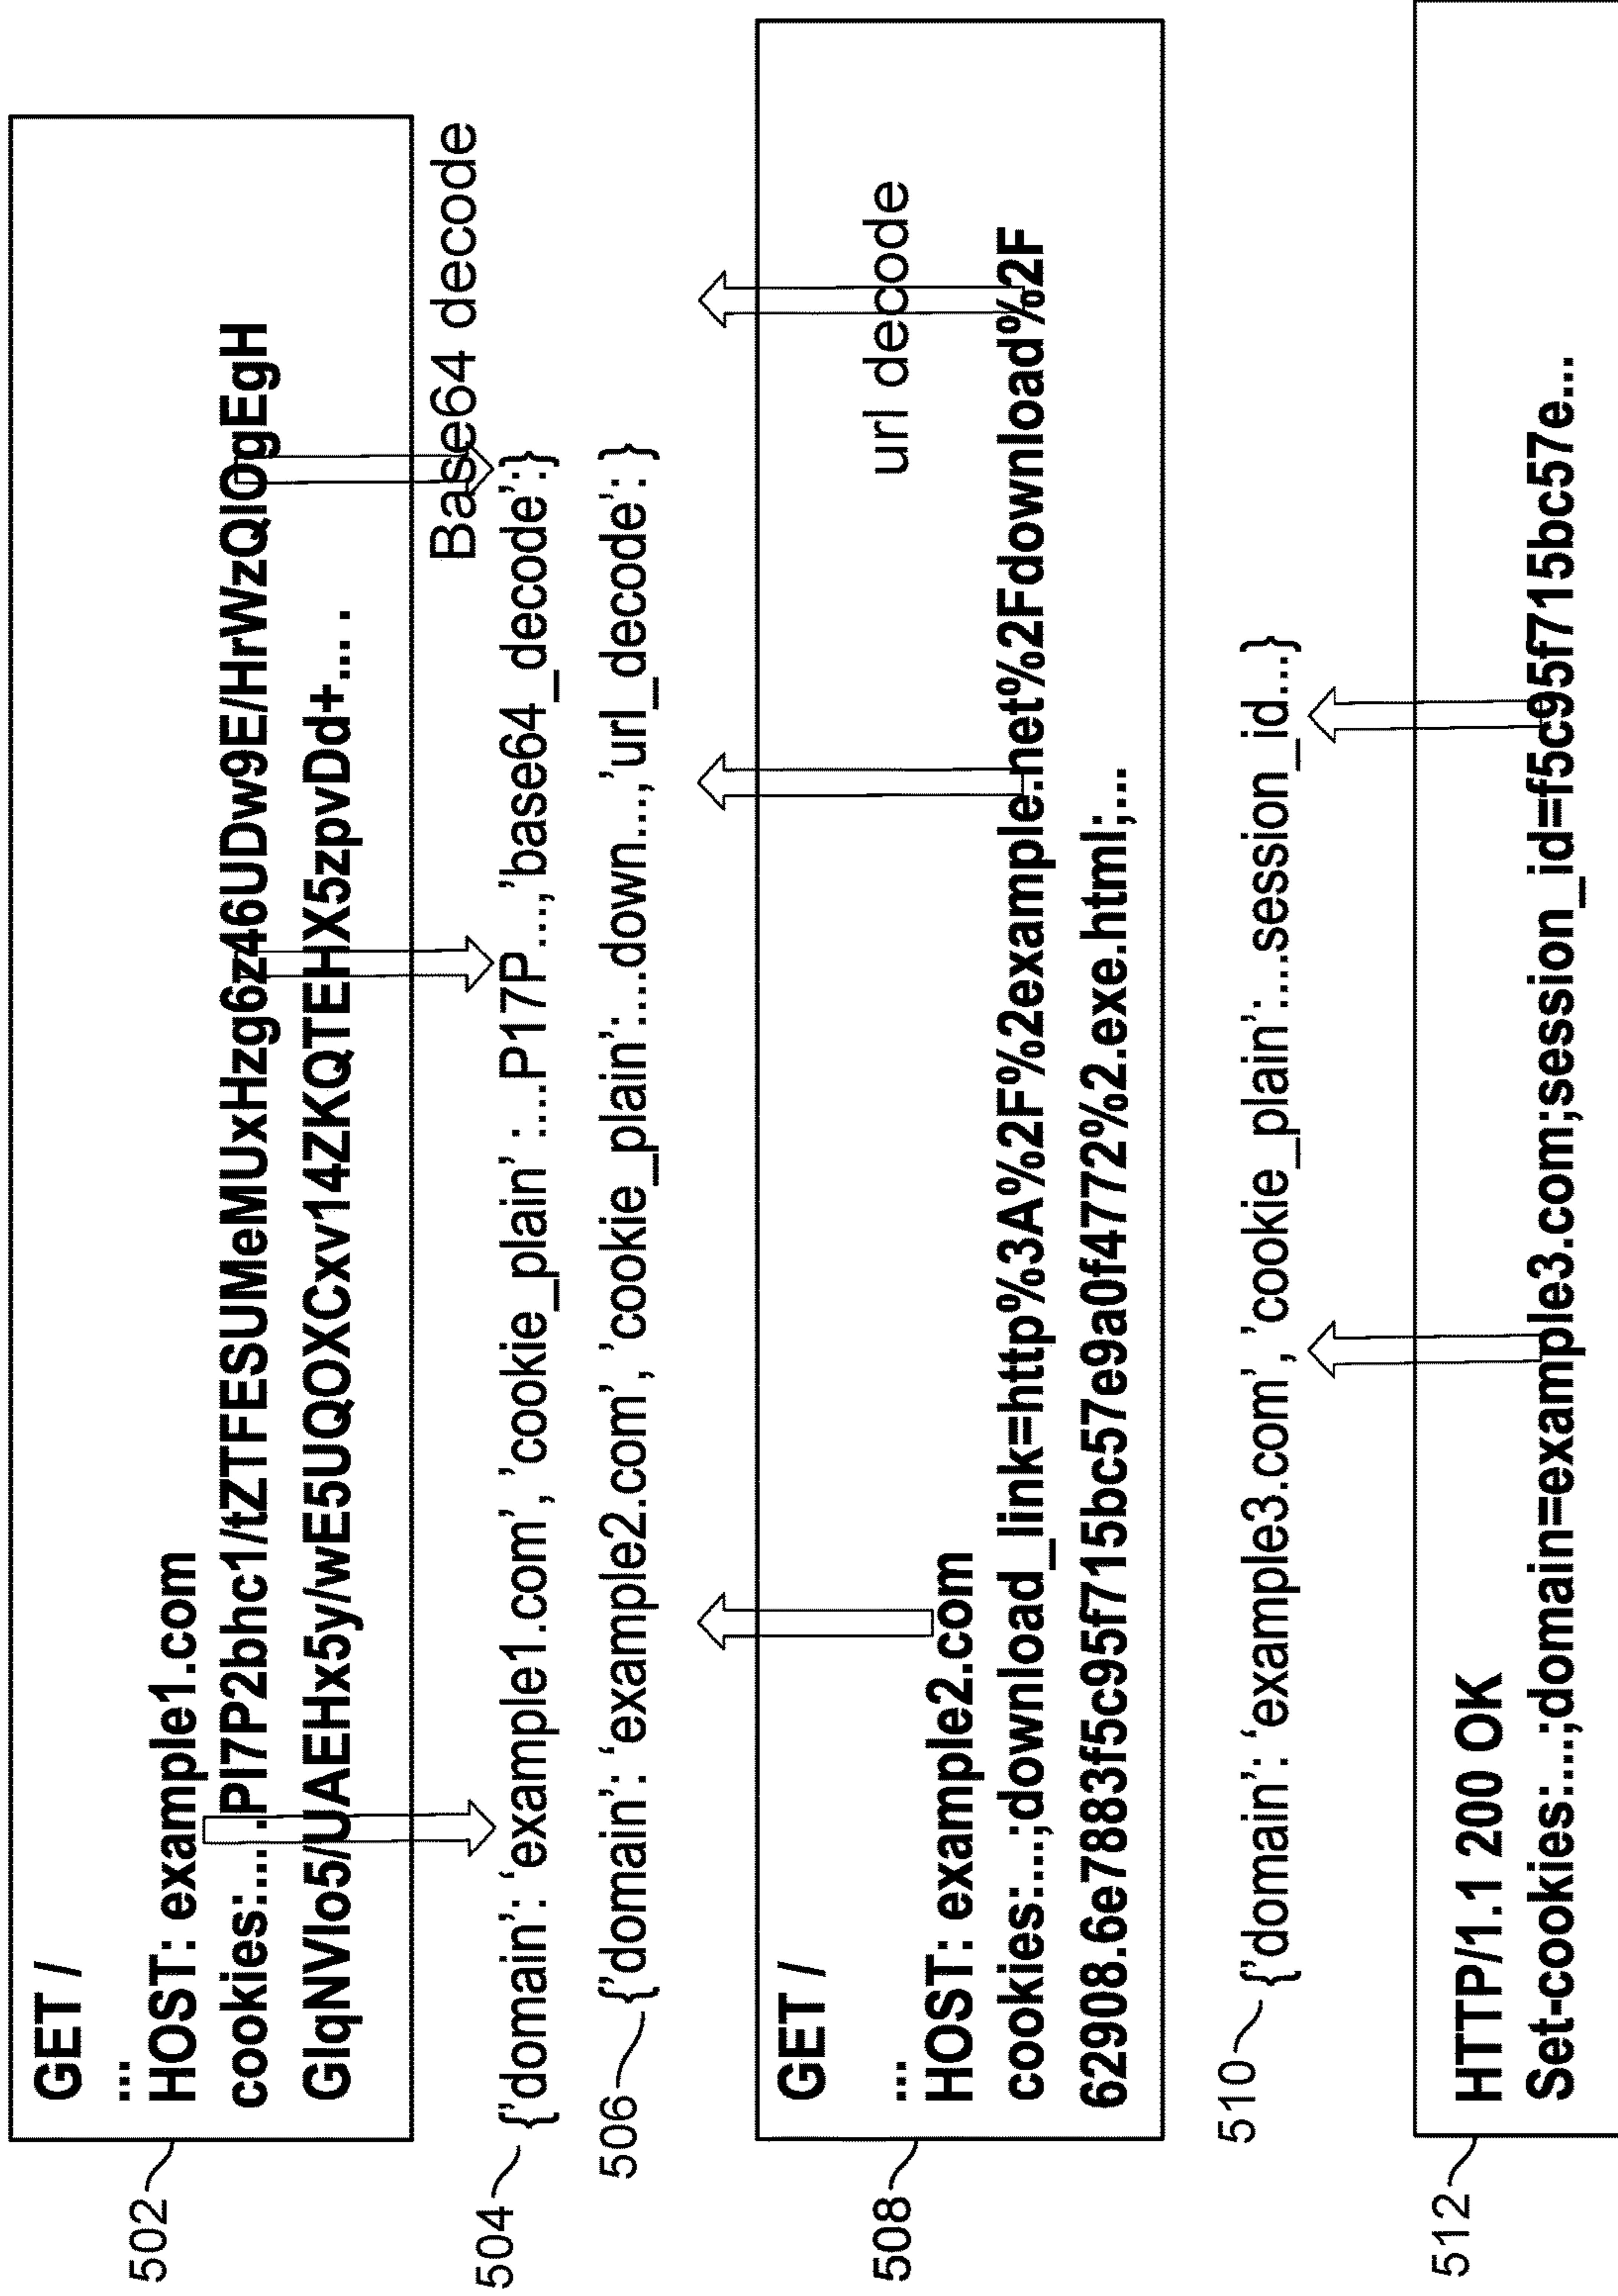 502
GET /
...
HOST: example1.com
cookies:.... .PI7P2bhc1/tZTFESUMeMUxHzg6z46UDw9E/HrWzQIOgEgH
GIqNVIo5/UAEHx5y/wE5UQOXCxv14ZKQTEHX5zpvDd+... .
Base64 decode
504 {'domain': ‘example1.com’, ’cookie_plain’ :....P17P...,’base64_decode’:}
506 {'domain’: ‘example2.com’, ’cookie_plain’:....down...,’url_decode’: }
508
url decode
GET /
...
HOST: example2.com
cookies:...;download_link=http%3A%2F%2example.net%2Fdownload%2F
62908.6e7883f5c95f715bc57e9a0f4772%2.exe.html;...
510 {'domain’: ‘example3.com’, ’cookie_plain’:....session_id...}
512
HTTP/1.1 200 OK
Set-cookies:...;domain=example3.com;session_id=f5c95f715bc57e...